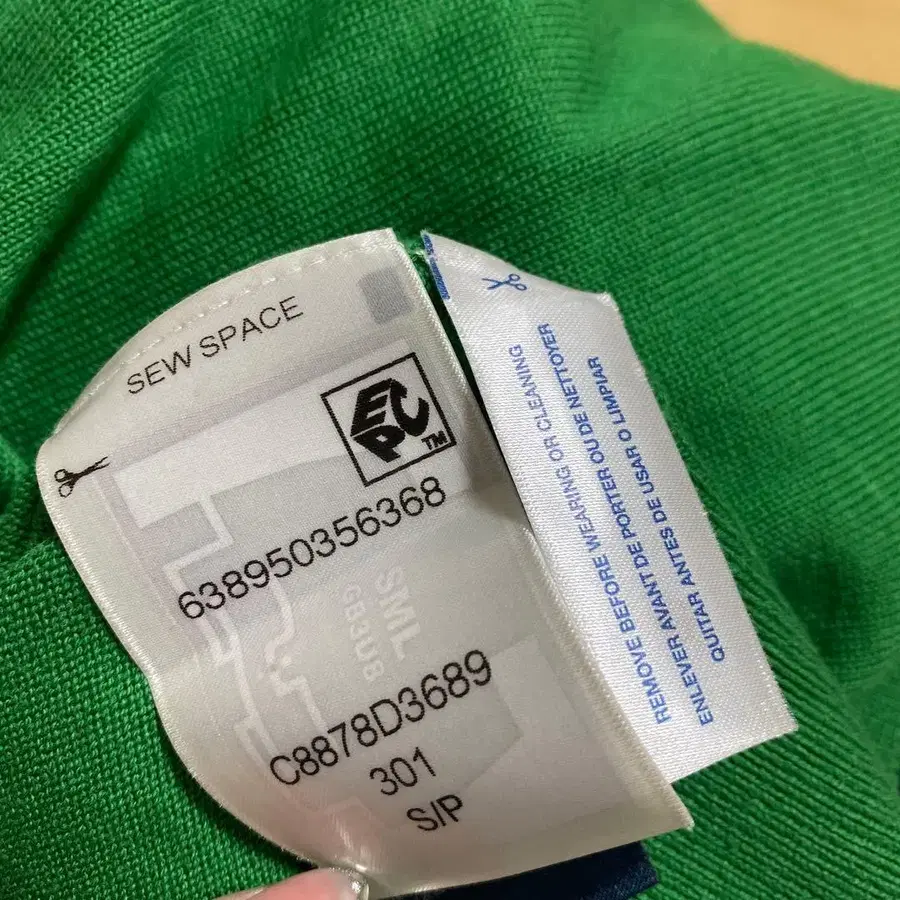 SEW SPACE
EPC TM
638950356368
SML
GB3U8
C8878D3689
301
S/P
REMOVE BEFORE WEARING OR CLEANING
ENLEVER AVANT DE PORTER OU DE NETTOYER
QUITAR ANTES DE USAR O LIMPIAR